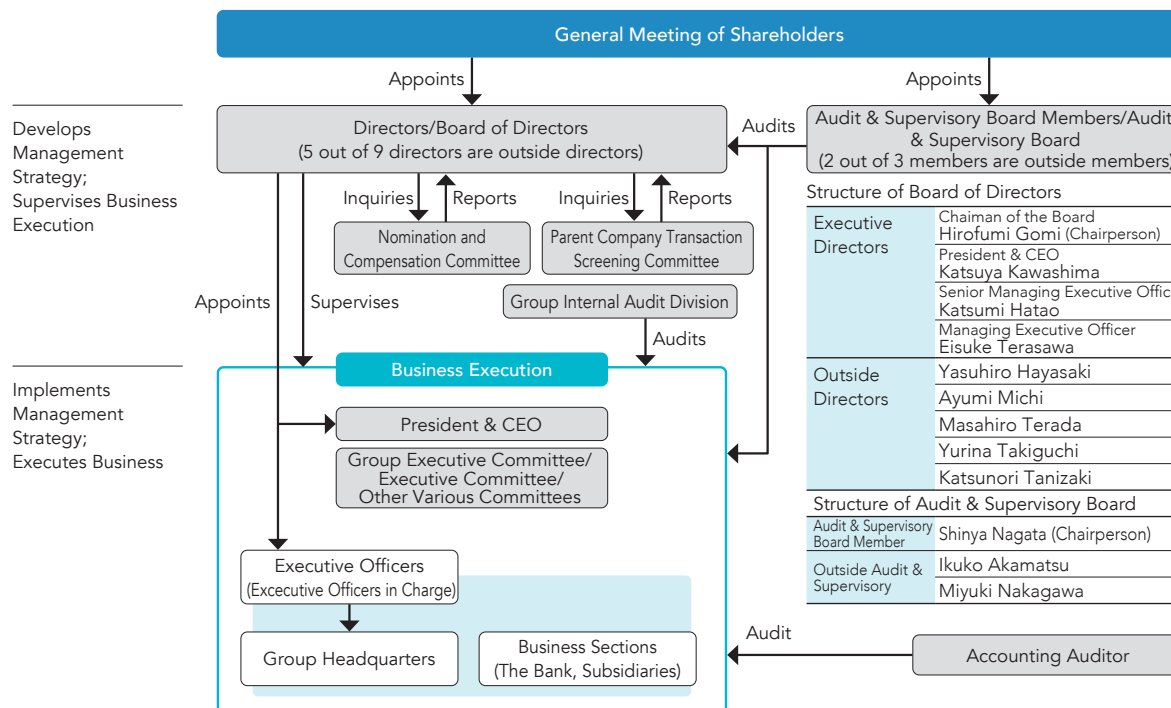 General Meeting of Shareholders
Appoints
Appoints
Develops
Management
Strategy;
Supervises Business
Execution
Directors/Board of Directors
(5 out of 9 directors are outside directors)
Audits
Audit & Supervisory Board Members/Audit
& Supervisory Board
(2 out of 3 members are outside members)
Inquiries
Reports
Inquiries
Reports
Nomination and
Compensation Committee
Parent Company Transaction
Screening Committee
Appoints
Supervises
Group Internal Audit Division
Audits
Structure of Board of Directors
Executive
Directors
Chaiman of the Board
Hirofumi Gomi (Chairperson)
President & CEO
Katsuya Kawashima
Senior Managing Executive Offic
Katsumi Hatao
Managing Executive Officer
Eisuke Terasawa
Outside
Directors
Yasuhiro Hayasaki
Ayumi Michi
Masahiro Terada
Yurina Takiguchi
Katsunori Tanizaki
Structure of Audit & Supervisory Board
Audit & Supervisory
Board Member
Shinya Nagata (Chairperson)
Outside Audit &
Supervisory
Ikuko Akamatsu
Miyuki Nakagawa
Implements
Management
Strategy;
Executes Business
Business Execution
President & CEO
Group Executive Committee/
Executive Committee/
Other Various Committees
Executive Officers
(Excecutive Officers in Charge)
Group Headquarters
Business Sections
(The Bank, Subsidiaries)
Audit
Accounting Auditor